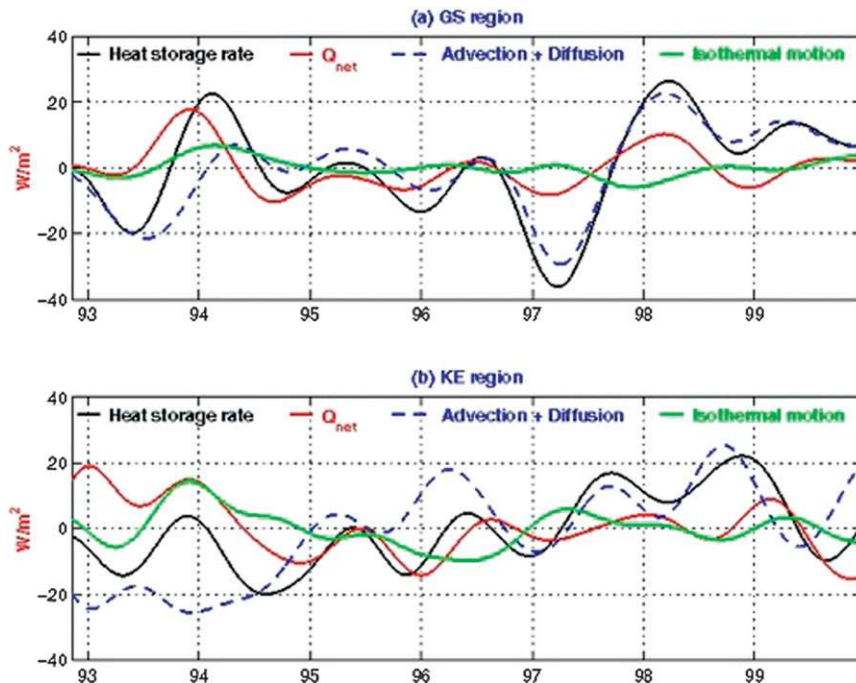 (a) GS region
40
Heat storage rate Qnet Advection + Diffusion Isothermal motion
20
W/m²
0
−20
−40
93 94 95 96 97 98 99
(b) KE region
40
Heat storage rate Qnet Advection + Diffusion Isothermal motion
20
W/m²
0
−20
−40
93 94 95 96 97 98 99